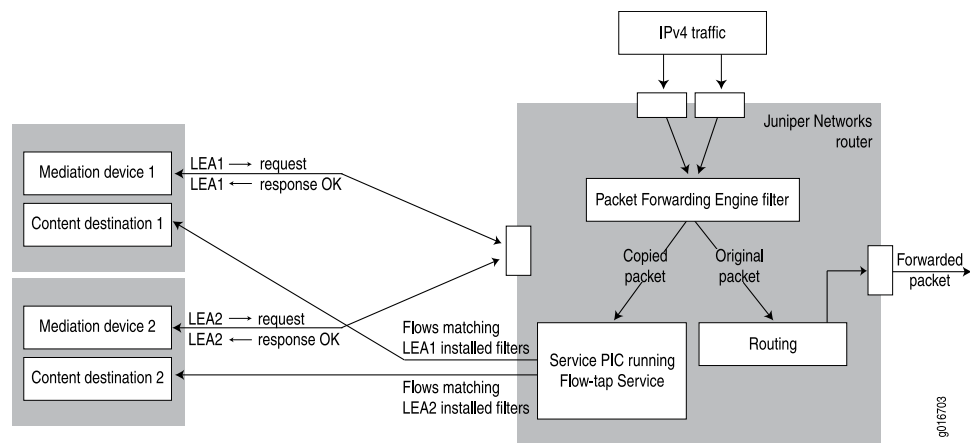 IPv4 traffic
Juniper Networks
router
Mediation device 1
LEA1 → request
LEA1 ← response OK
Content destination 1
Packet Forwarding Engine filter
Copied
packet
Original
packet
Forwarded
packet
Mediation device 2
LEA2 → request
LEA2 ← response OK
Content destination 2
Flows matching
LEA1 installed filters
Flows matching
LEA2 installed filters
Service PIC running
Flow-tap Service
Routing
g016703